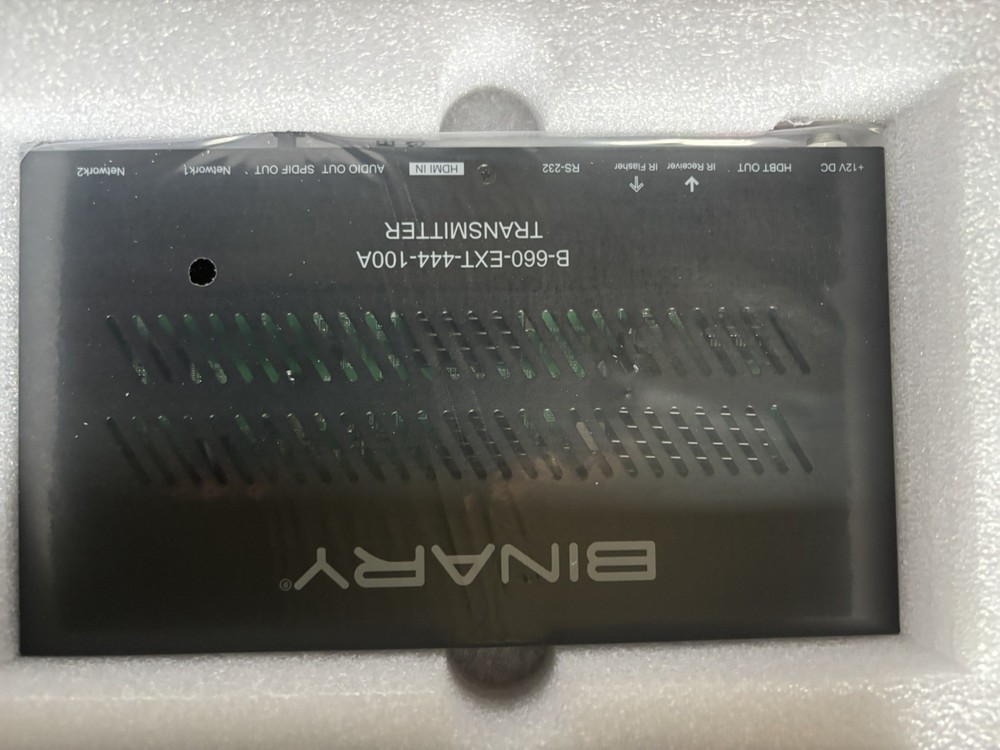 BINARY®
B-660-EXT-444-100A
TRANSMITTER
+12V DC HDBT OUT IR Receiver IR Flasher RS-232 HDMI IN AUDIO OUT SPDIF OUT Network1 Network2